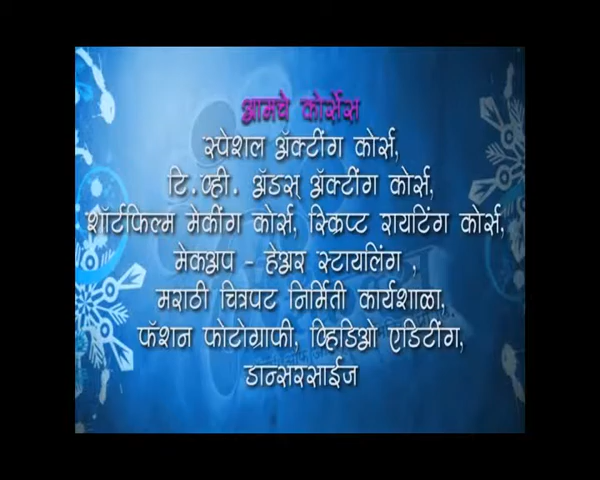 आमचे कोर्सेस
स्पेशल ॲक्टींग कोर्स,
टि.व्ही. ॲडस् ॲक्टींग कोर्स,
शॉर्टफिल्म मेकींग कोर्स, स्क्रिप्ट रायटिंग कोर्स,
मेकअप - हेअर स्टायलिंग ,
मराठी चित्रपट निर्मिती कार्यशाळा,
फॅशन फोटोग्राफी, व्हिडिओ एडिटींग,
डान्सरसाईज